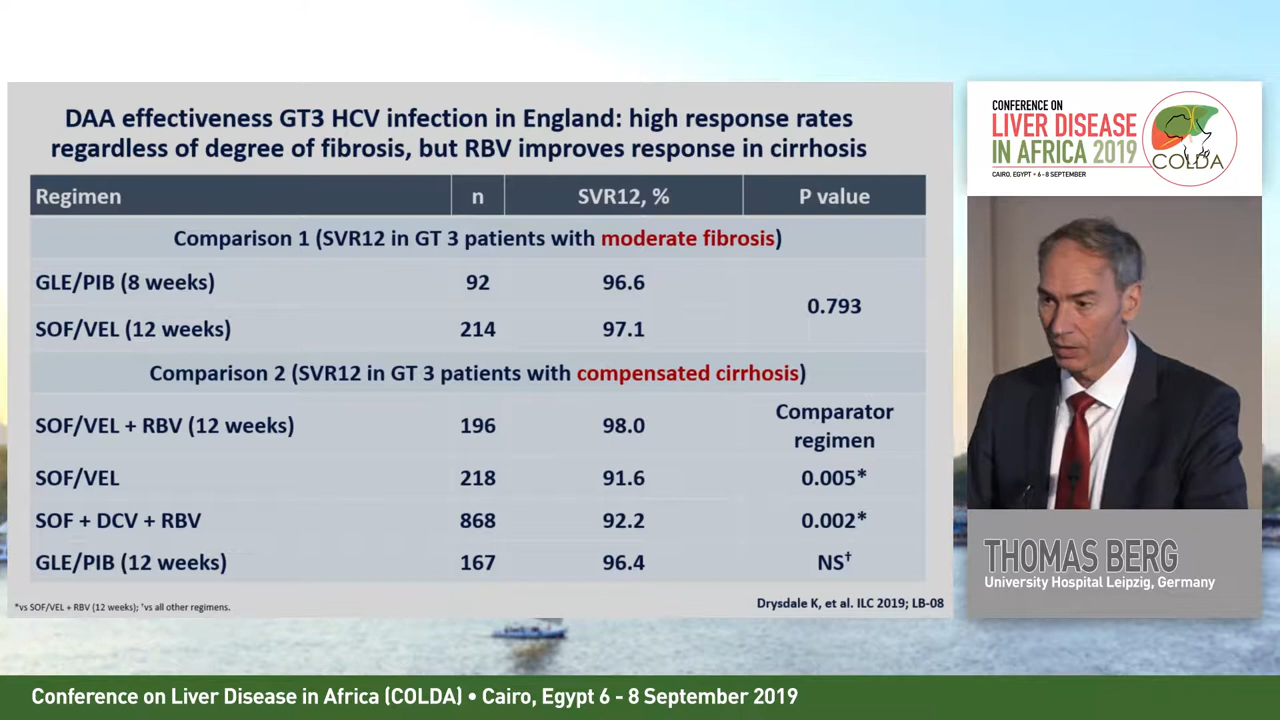 DAA effectiveness GT3 HCV infection in England: high response rates
regardless of degree of fibrosis, but RBV improves response in cirrhosis
Regimen n SVR12, % P value
Comparison 1 (SVR12 in GT 3 patients with moderate fibrosis)
GLE/PIB (8 weeks) 92 96.6
0.793
SOF/VEL (12 weeks) 214 97.1
Comparison 2 (SVR12 in GT 3 patients with compensated cirrhosis)
SOF/VEL + RBV (12 weeks) 196 98.0 Comparator
regimen
SOF/VEL 218 91.6 0.005*
SOF + DCV + RBV 868 92.2 0.002*
GLE/PIB (12 weeks) 167 96.4 NS†
*vs SOF/VEL + RBV (12 weeks); †vs all other regimens.
Drysdale K, et al. ILC 2019; LB-08
CONFERENCE ON
LIVER DISEASE
IN AFRICA 2019
CAIRO, EGYPT • 6 - 8 SEPTEMBER
COLDA
THOMAS BERG
University Hospital Leipzig, Germany
Conference on Liver Disease in Africa (COLDA) • Cairo, Egypt 6 - 8 September 2019